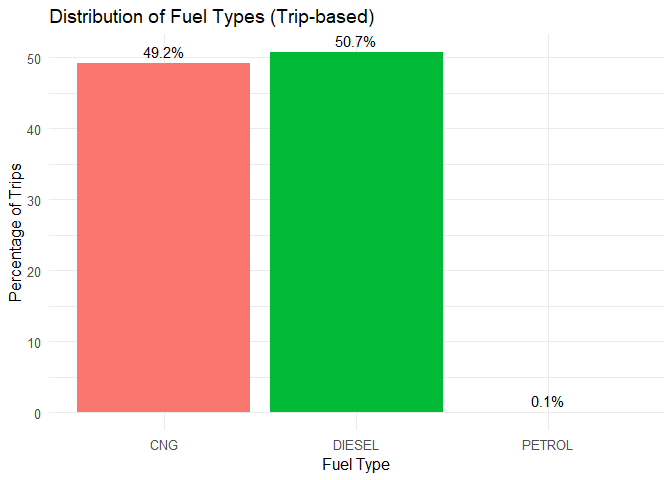 Distribution of Fuel Types (Trip-based)
Percentage of Trips
50
40
30
20
10
0
49.2%
50.7%
0.1%
CNG
DIESEL
PETROL
Fuel Type